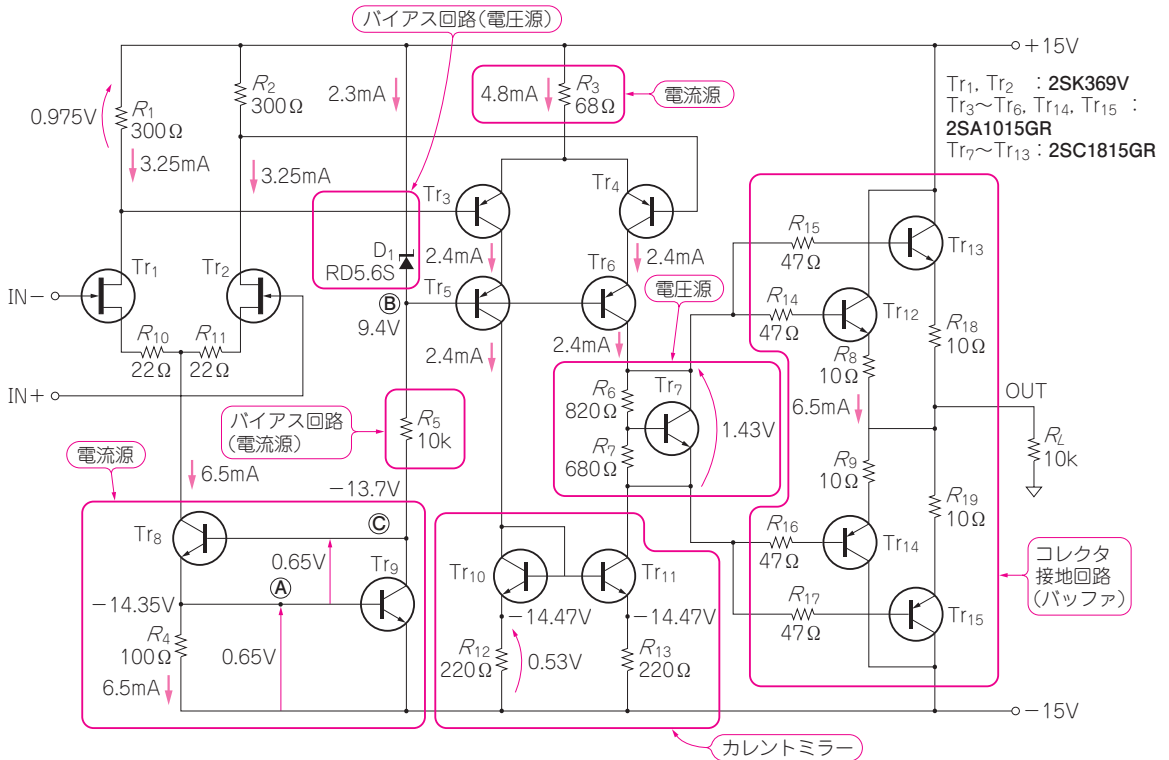 バイアス回路(電圧源)
+15V
R1
300Ω
0.975V
3.25mA
R2
300Ω
3.25mA
2.3mA
4.8mA
R3
68Ω
電流源
Tr1, Tr2 : 2SK369V
Tr3〜Tr6, Tr14, Tr15 :
2SA1015GR
Tr7〜Tr13 : 2SC1815GR
Tr3
Tr4
D1
RD5.6S
2.4mA
2.4mA
Tr1
Tr2
IN−
Ⓑ
9.4V
Tr5
Tr6
電圧源
R15
47Ω
Tr13
R14
47Ω
Tr12
R10
22Ω
R11
22Ω
IN+
2.4mA
2.4mA
R6
820Ω
Tr7
R7
680Ω
1.43V
R8
10Ω
R18
10Ω
6.5mA
OUT
RL
10k
バイアス回路
(電流源)
R5
10k
電流源
6.5mA
−13.7V
R9
10Ω
R19
10Ω
Tr8
Ⓒ
0.65V
Tr9
Ⓐ
−14.35V
R4
100Ω
6.5mA
0.65V
Tr10
Tr11
−14.47V
−14.47V
R12
220Ω
0.53V
R13
220Ω
R16
47Ω
Tr14
R17
47Ω
Tr15
コレクタ
接地回路
(バッファ)
−15V
カレントミラー